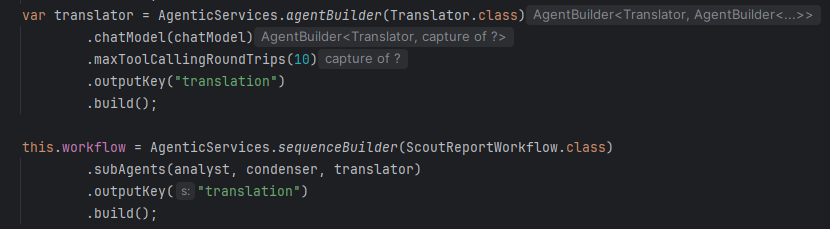 var translator = AgenticServices.agentBuilder(Translator.class) AgentBuilder<Translator, AgentBuilder<...>>
.chatModel(chatModel) AgentBuilder<Translator, capture of ?>
.maxToolCallingRoundTrips(10) capture of ?
.outputKey("translation")
.build();
this.workflow = AgenticServices.sequenceBuilder(ScoutReportWorkflow.class)
.subAgents(analyst, condenser, translator)
.outputKey( s: "translation")
.build();